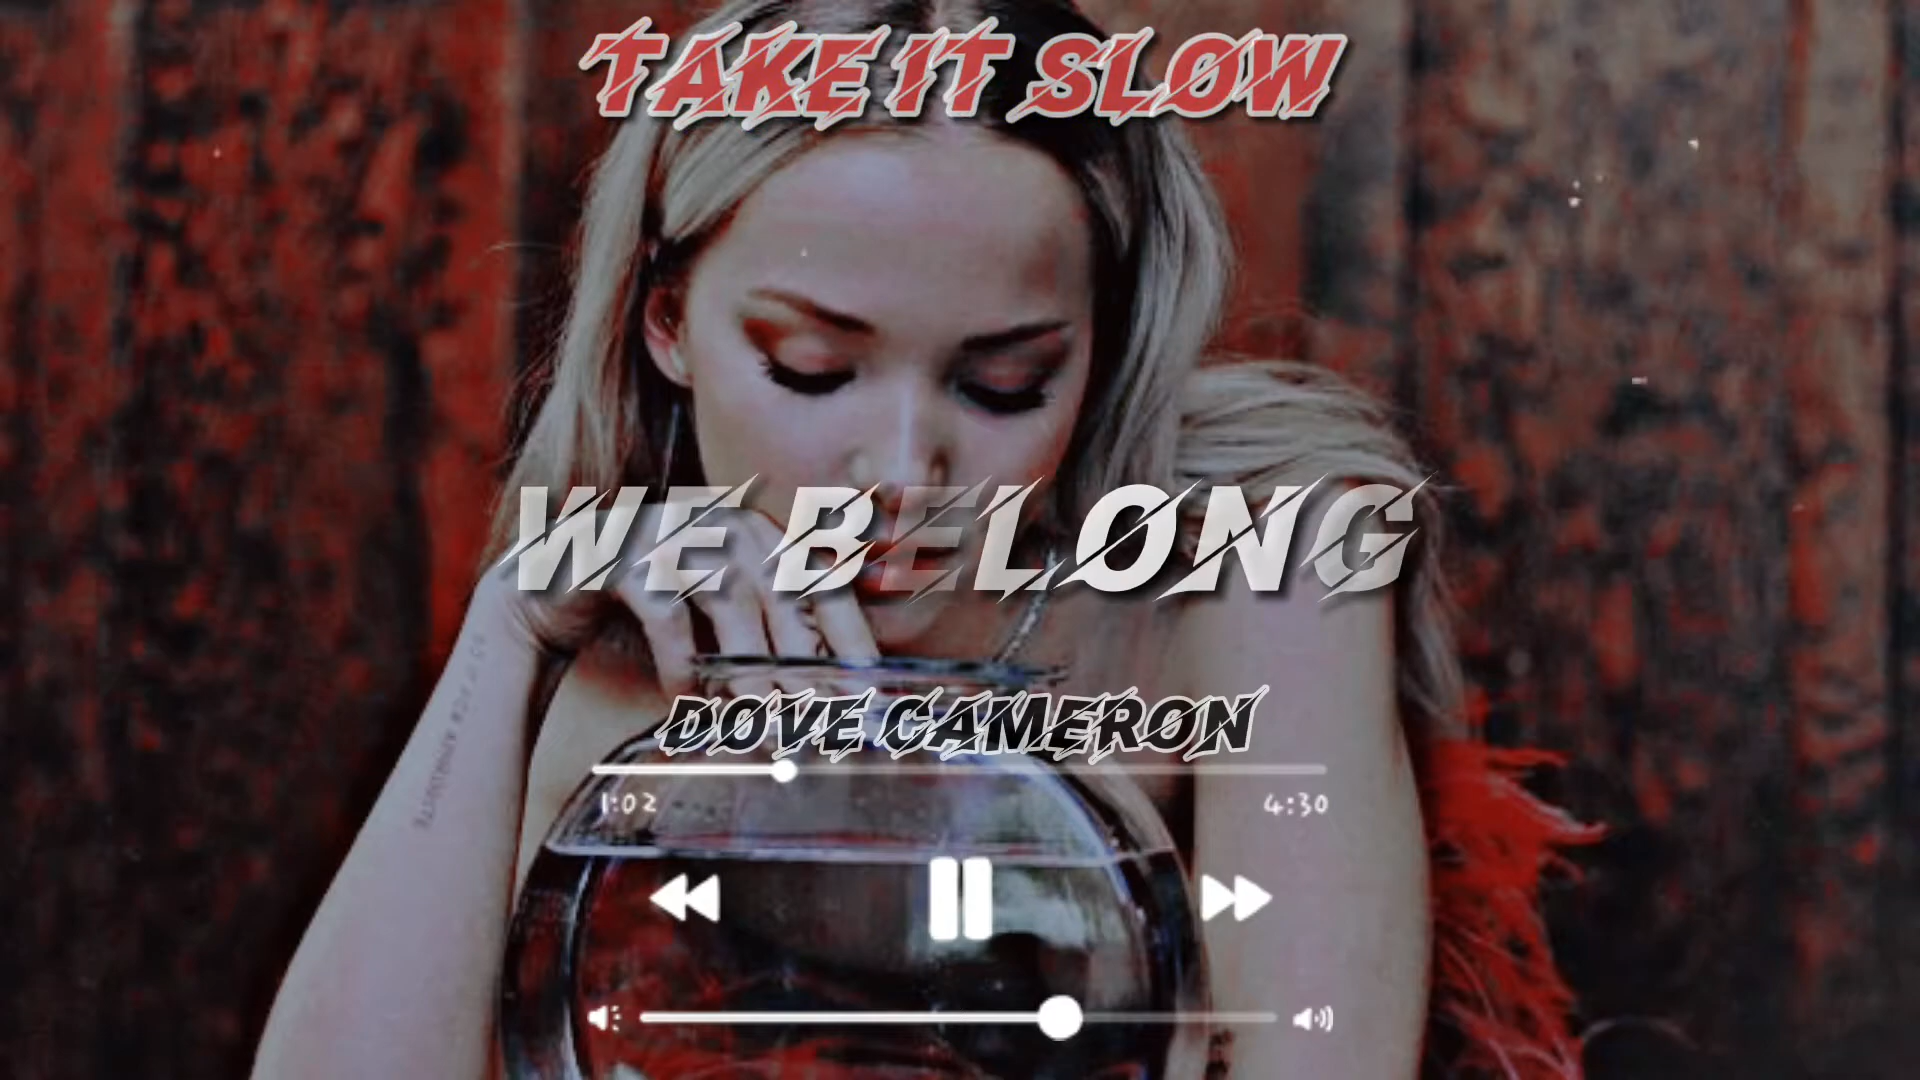 TAKE IT SLOW
WE BELONG
DOVE CAMERON
1:02
4:30